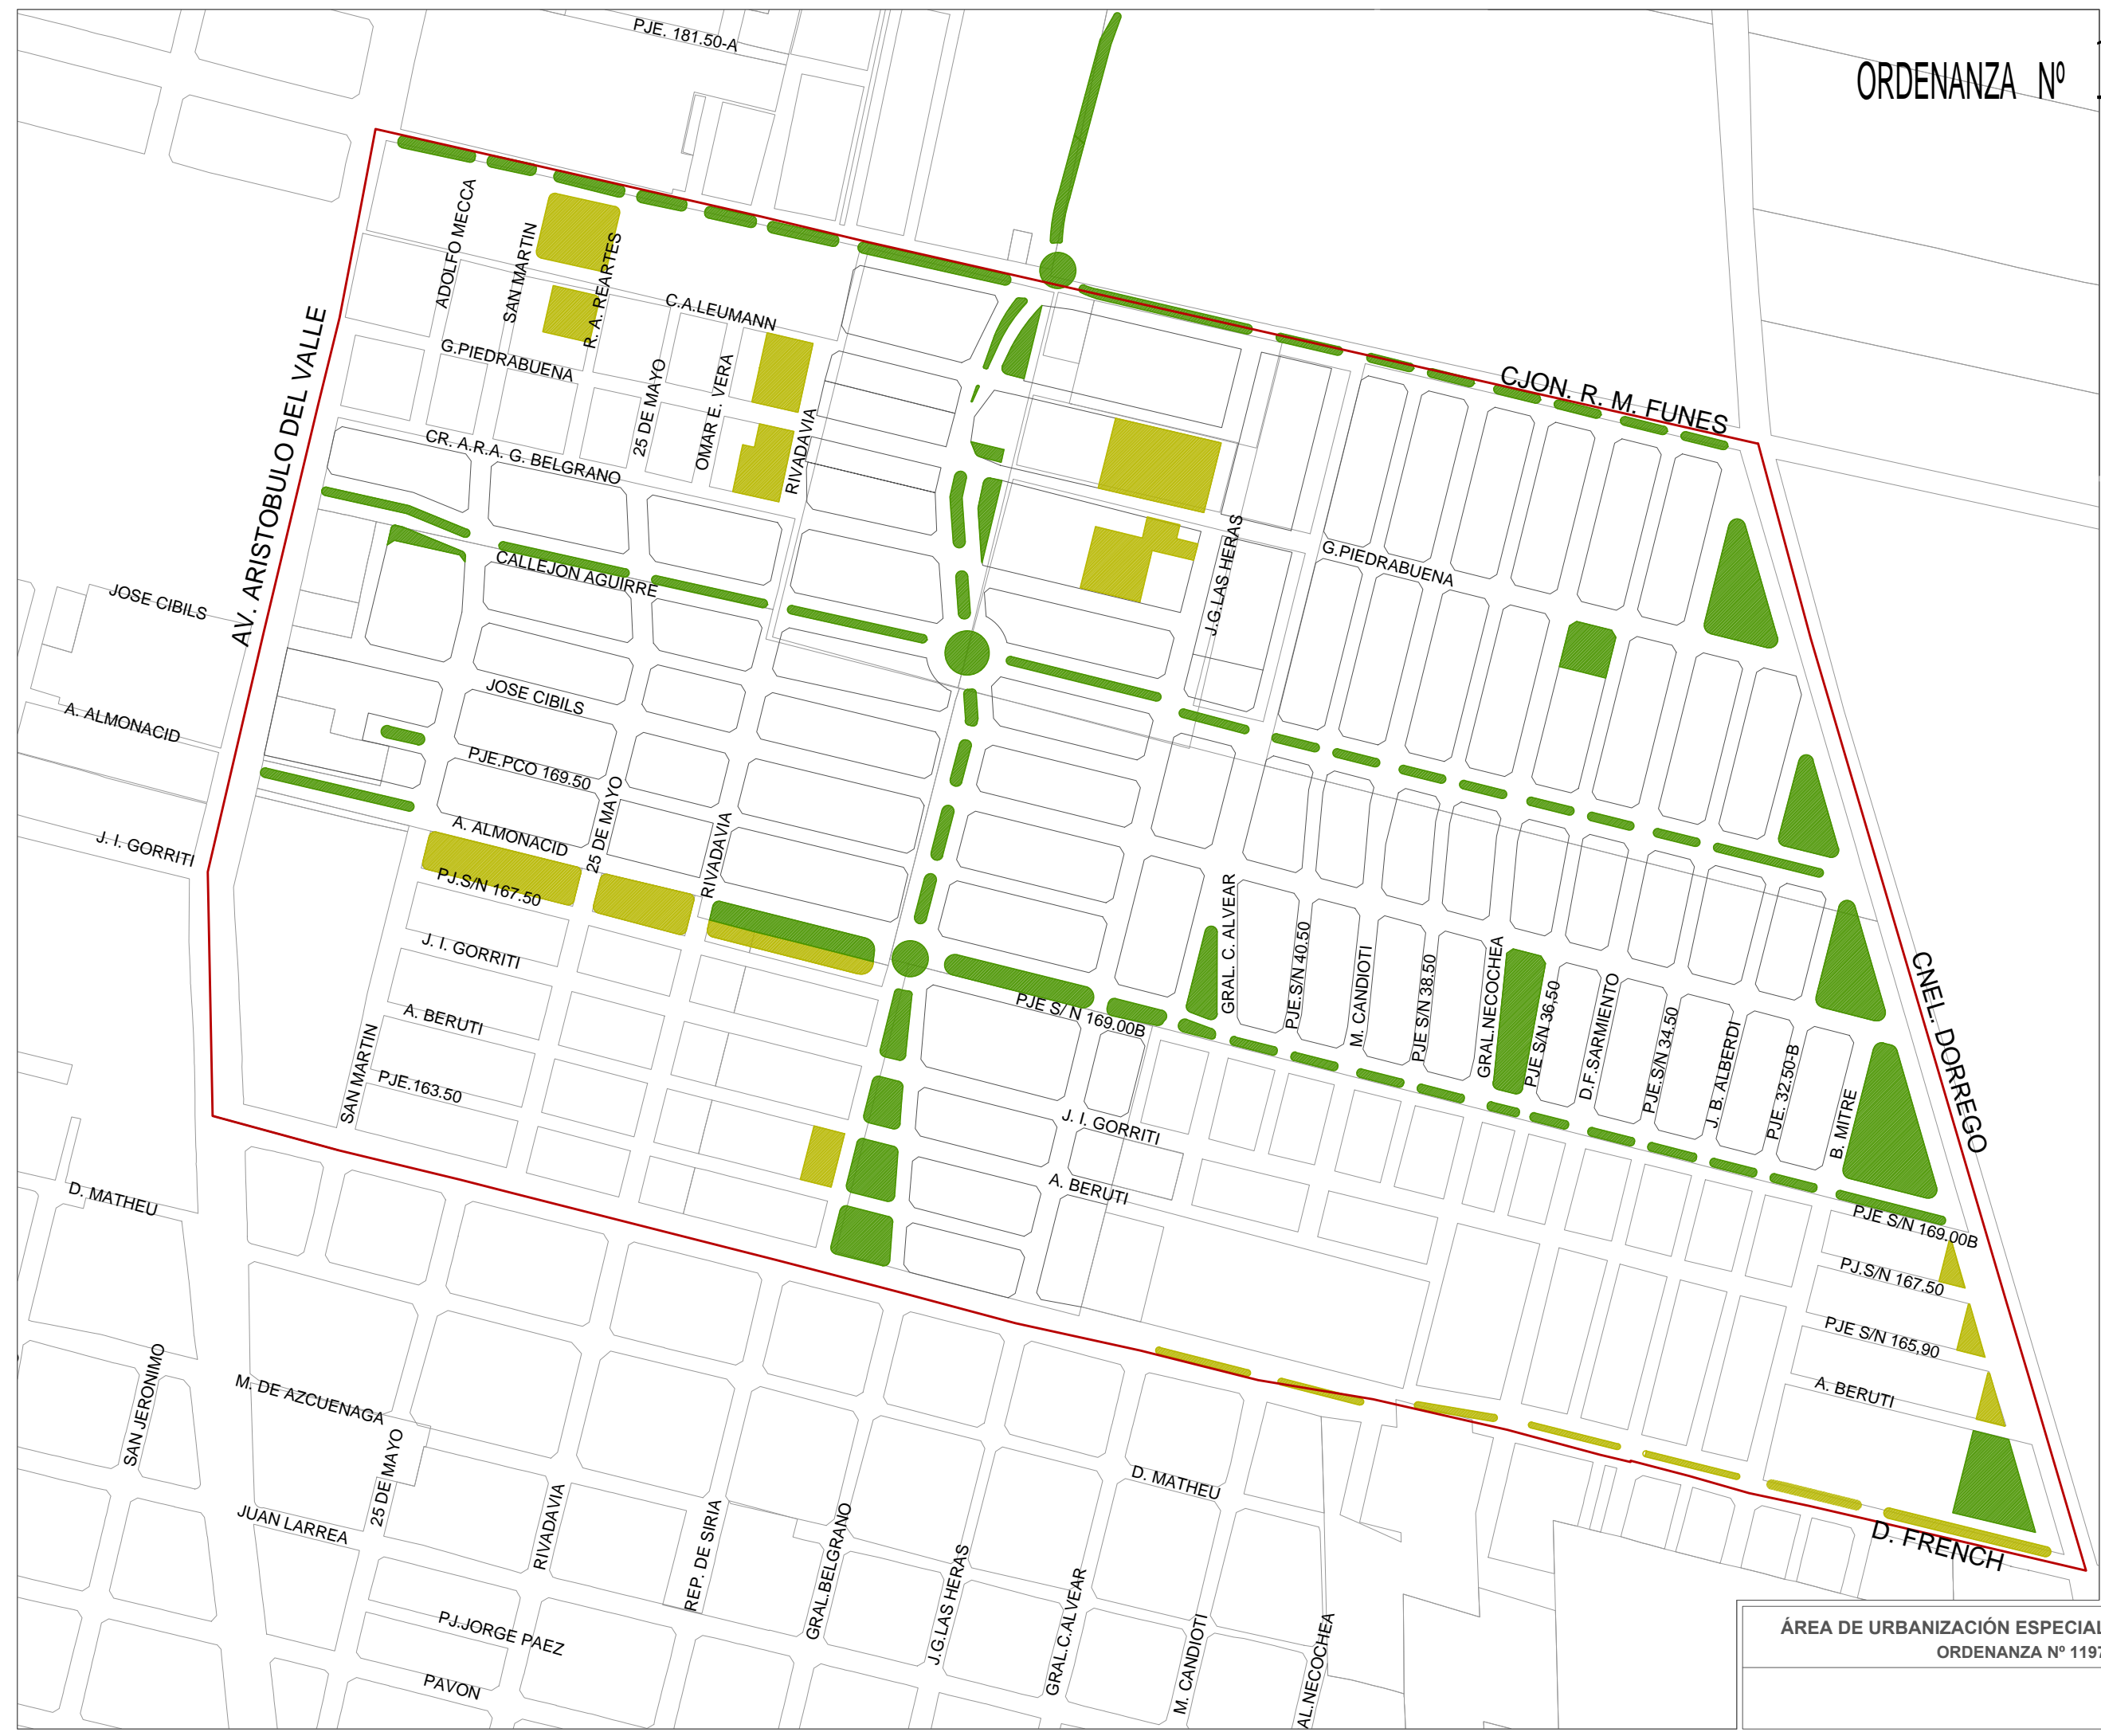 PJE. 181.50-A
ORDENANZA Nº
ADOLFO MECCA
SAN MARTIN
R. A. REARTES
C.A.LEUMANN
G.PIEDRABUENA
25 DE MAYO
OMAR E. VERA
RIVADAVIA
CR. A.R.A. G. BELGRANO
AV. ARISTOBULO DEL VALLE
CJON. R. M. FUNES
CALLEJON AGUIRRE
J.G.LAS HERAS
G.PIEDRABUENA
JOSE CIBILS
JOSE CIBILS
A. ALMONACID
PJE.PCO 169.50
25 DE MAYO
A. ALMONACID
RIVADAVIA
J. I. GORRITI
PJ.S/N 167.50
J. I. GORRITI
A. BERUTI
SAN MARTIN
PJE.163.50
GRAL. C. ALVEAR
PJE.S/N 40.50
M. CANDIOTI
PJE S/N 38.50
GRAL.NECOCHEA
PJE S/N 36,50
D.F.SARMIENTO
PJE.S/N 34.50
J. B. ALBERDI
PJE. 32.50-B
B. MITRE
CNEL. DORREGO
PJE S/ N 169.00B
J. I. GORRITI
A. BERUTI
PJE S/N 169.00B
PJ.S/N 167.50
PJE S/N 165,90
A. BERUTI
D. MATHEU
SAN JERONIMO
M. DE AZCUENAGA
25 DE MAYO
JUAN LARREA
RIVADAVIA
REP. DE SIRIA
GRAL.BELGRANO
D. MATHEU
J.G.LAS HERAS
GRAL.C.ALVEAR
M. CANDIOTI
AL.NECOCHEA
P.J.JORGE PAEZ
PAVON
D. FRENCH
ÁREA DE URBANIZACIÓN ESPECIAL
ORDENANZA Nº 1197